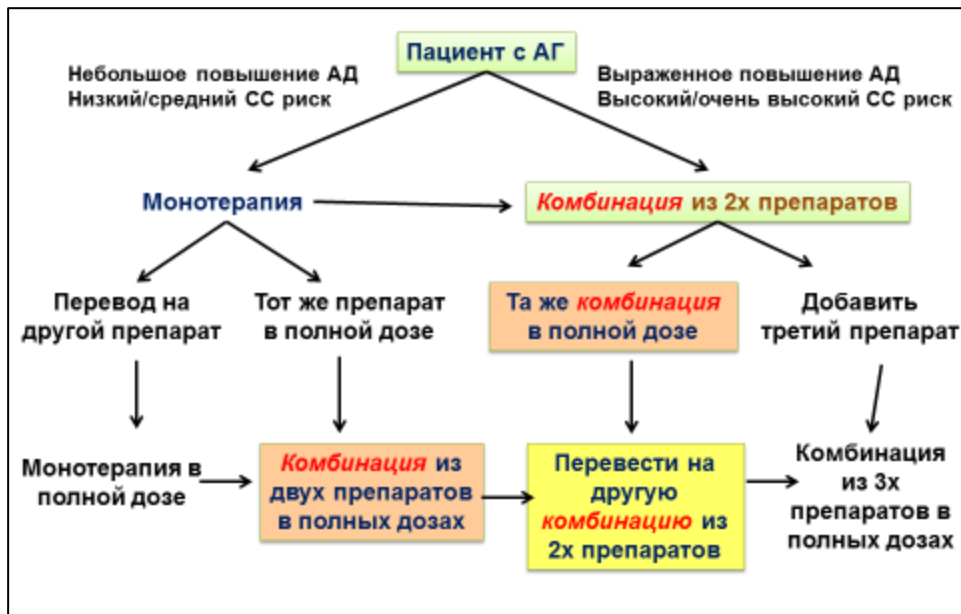 Пациент с АГ
Небольшое повышение АД
Низкий/средний СС риск
Выраженное повышение АД
Высокий/очень высокий СС риск
Монотерапия
Комбинация из 2х препаратов
Перевод на
другой препарат
Тот же препарат
в полной дозе
Та же комбинация
в полной дозе
Добавить
третий препарат
Монотерапия в
полной дозе
Комбинация из
двух препаратов
в полных дозах
Перевести на
другую
комбинацию из
2х препаратов
Комбинация
из 3х
препаратов в
полных дозах